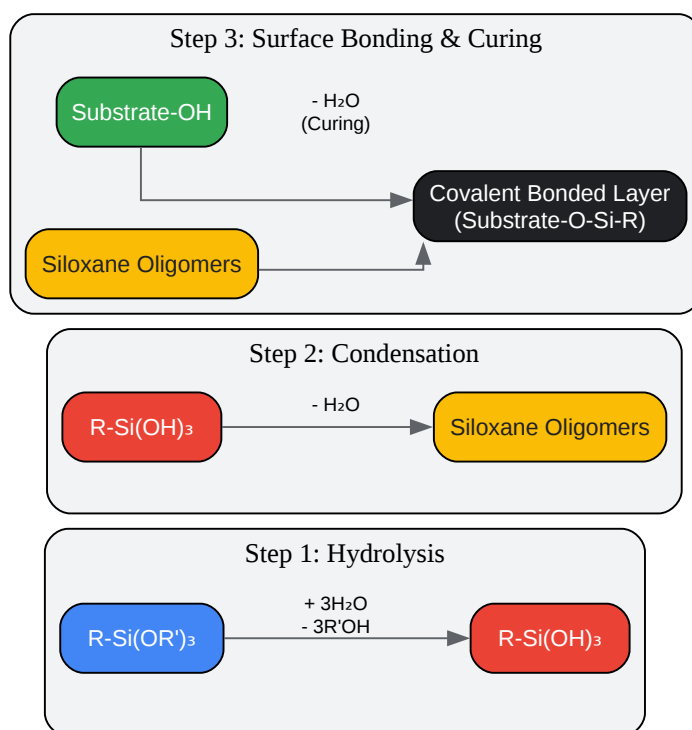 Step 3: Surface Bonding & Curing
Substrate-OH
- H₂O
(Curing)
Covalent Bonded Layer
(Substrate-O-Si-R)
Siloxane Oligomers
Step 2: Condensation
R-Si(OH)₃
- H₂O
Siloxane Oligomers
Step 1: Hydrolysis
R-Si(OR')₃
+ 3H₂O
- 3R'OH
R-Si(OH)₃